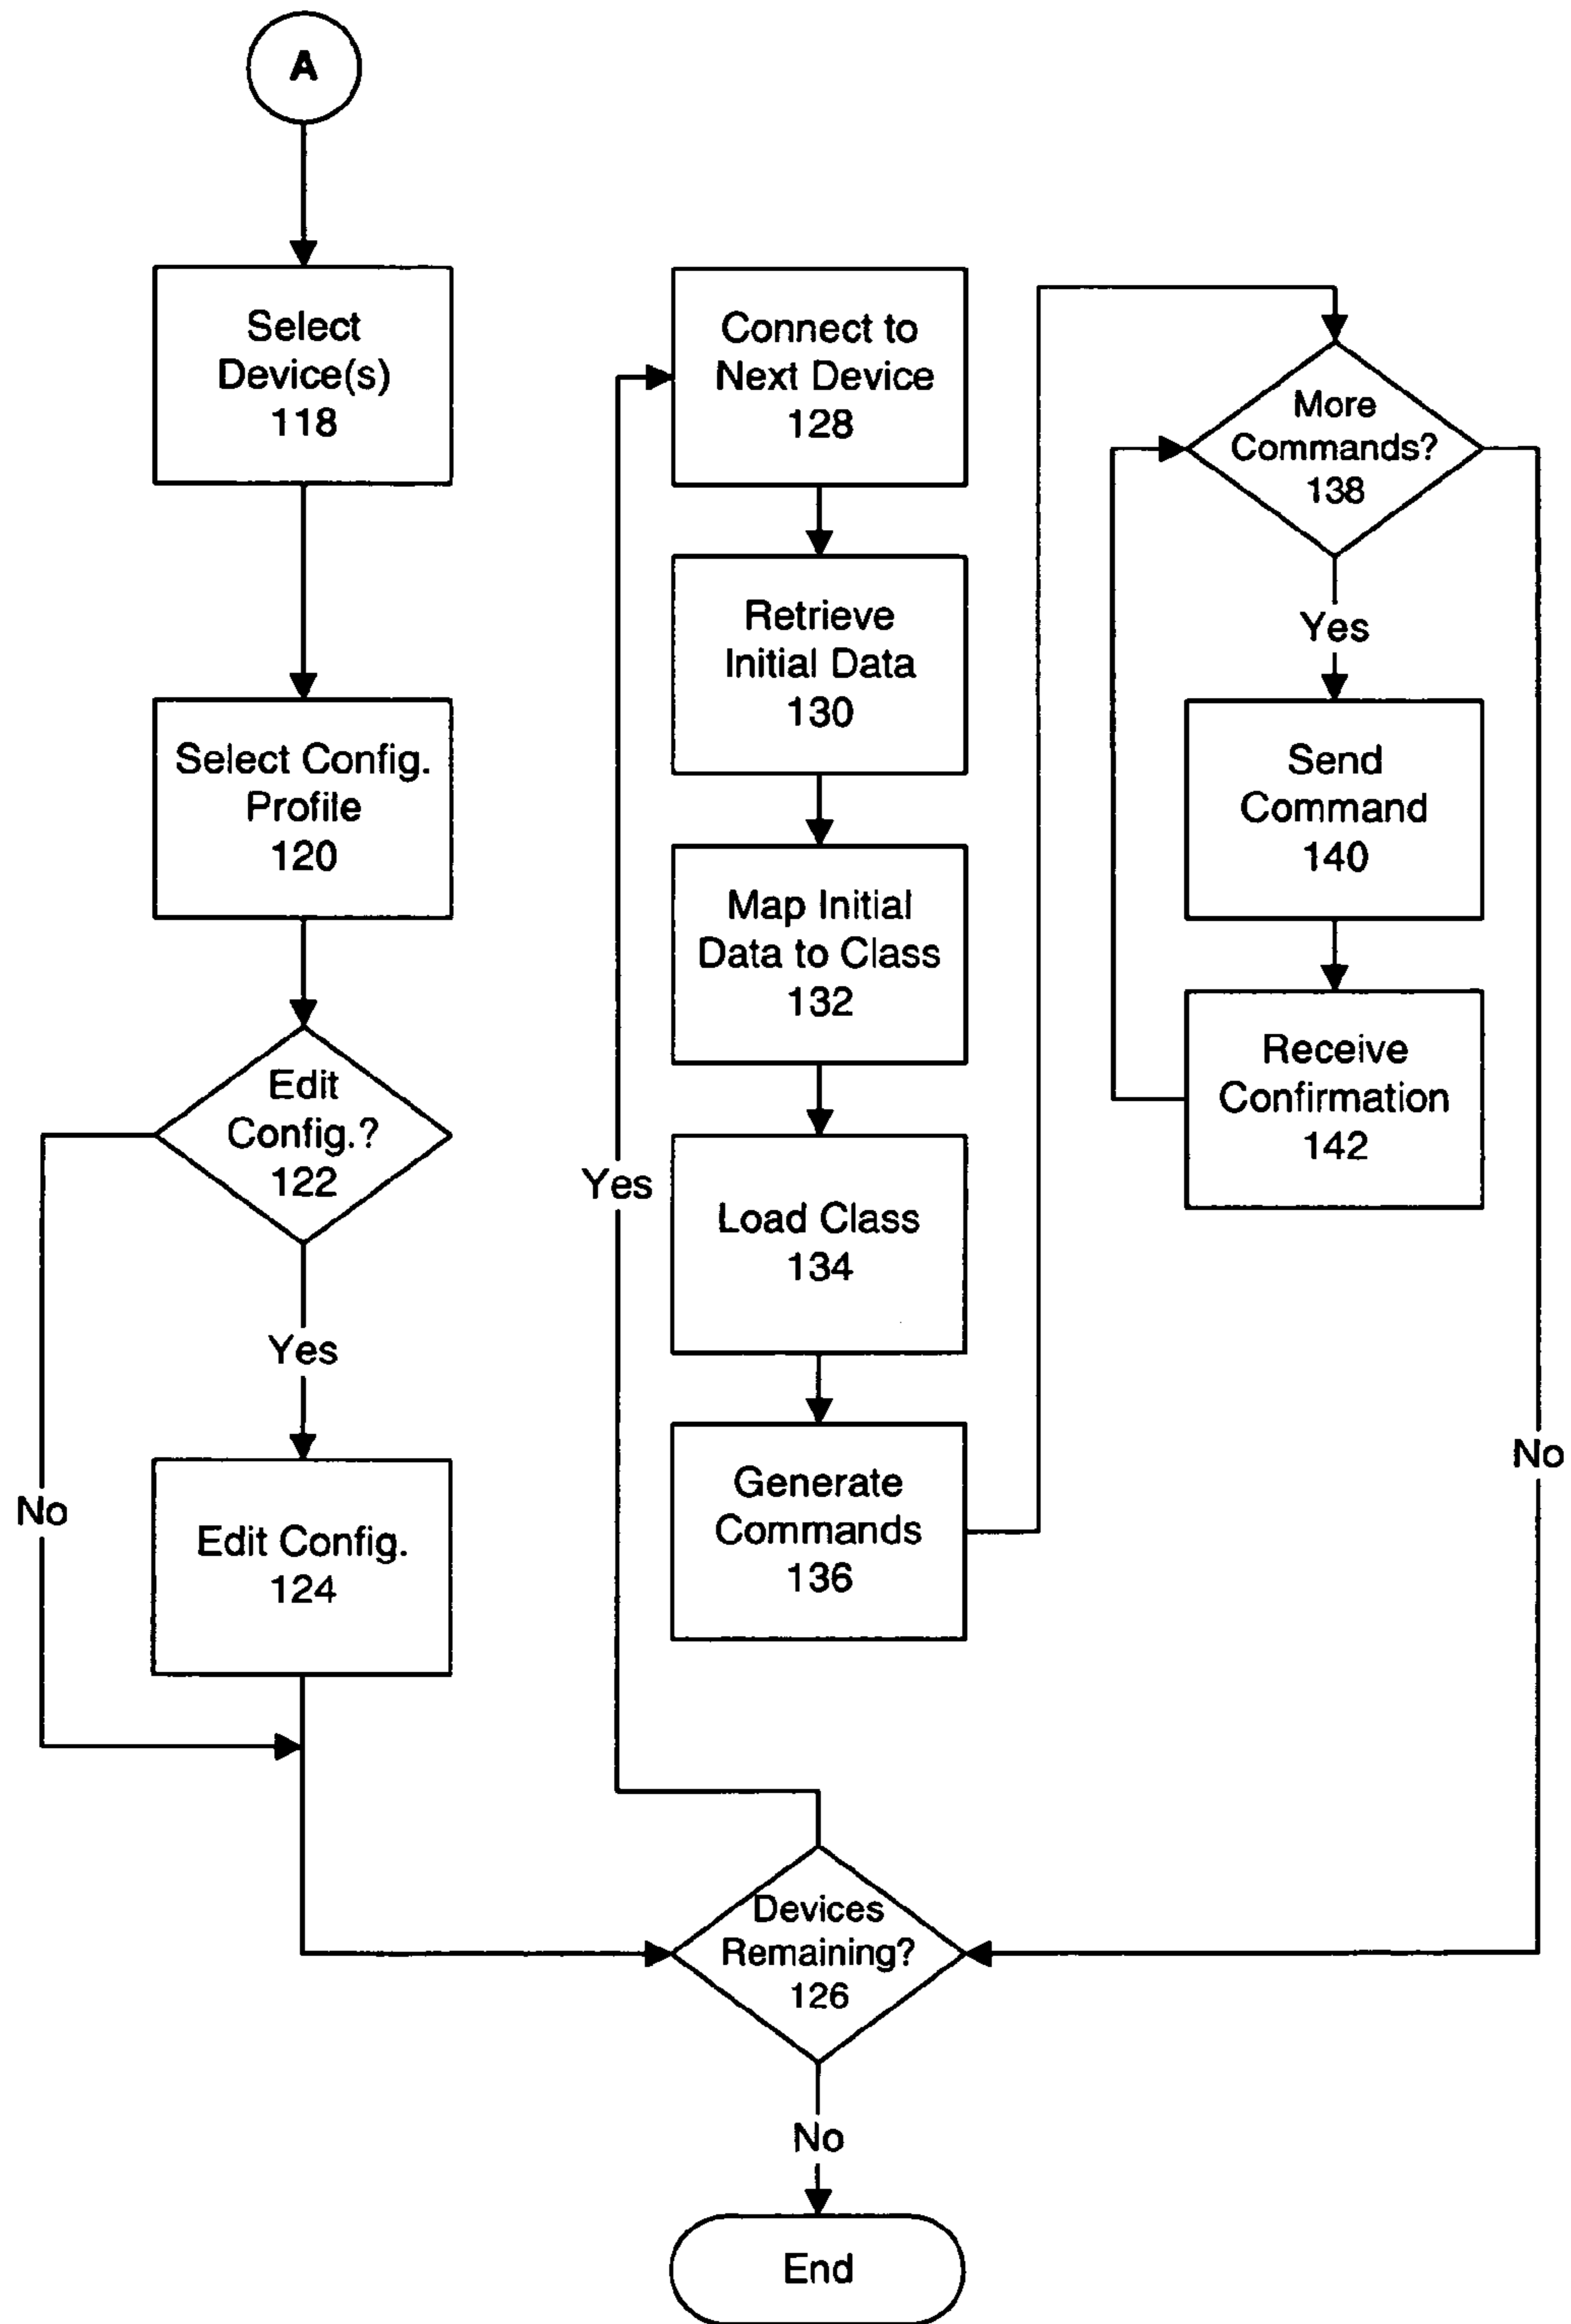 A
Select
Device(s)
118
Select Config.
Profile
120
Edit
Config.?
122
Yes
No
Edit Config.
124
Connect to
Next Device
128
Retrieve
Initial Data
130
Map Initial
Data to Class
132
Yes
Load Class
134
Generate
Commands
136
More
Commands?
138
Yes
Send
Command
140
Receive
Confirmation
142
No
Devices
Remaining?
126
No
End